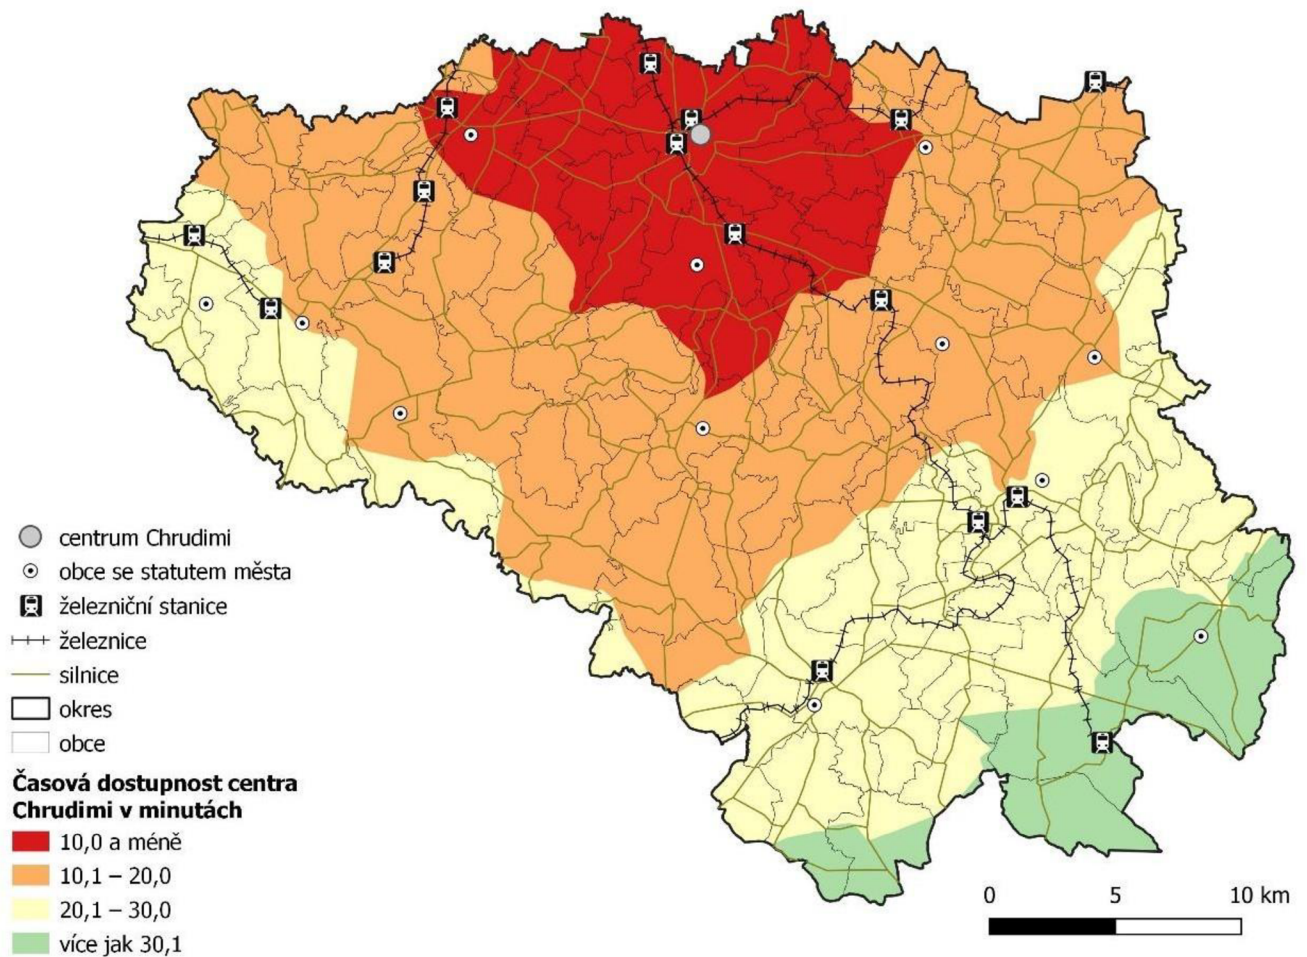 centrum Chrudimi
obce se statutem města
železniční stanice
železnice
silnice
okres
obce
Časová dostupnost centra
Chrudimi v minutách
10,0 a méně
10,1 – 20,0
20,1 – 30,0
více jak 30,1
0 5 10 km